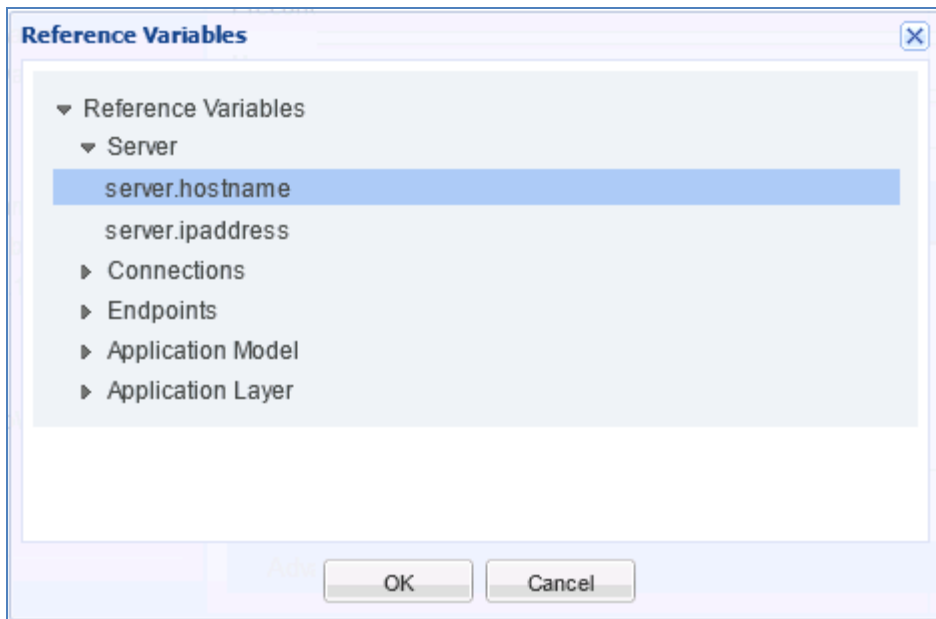 Reference Variables
Reference Variables
Server
server.hostname
server.ipaddress
Connections
Endpoints
Application Model
Application Layer
OK
Cancel